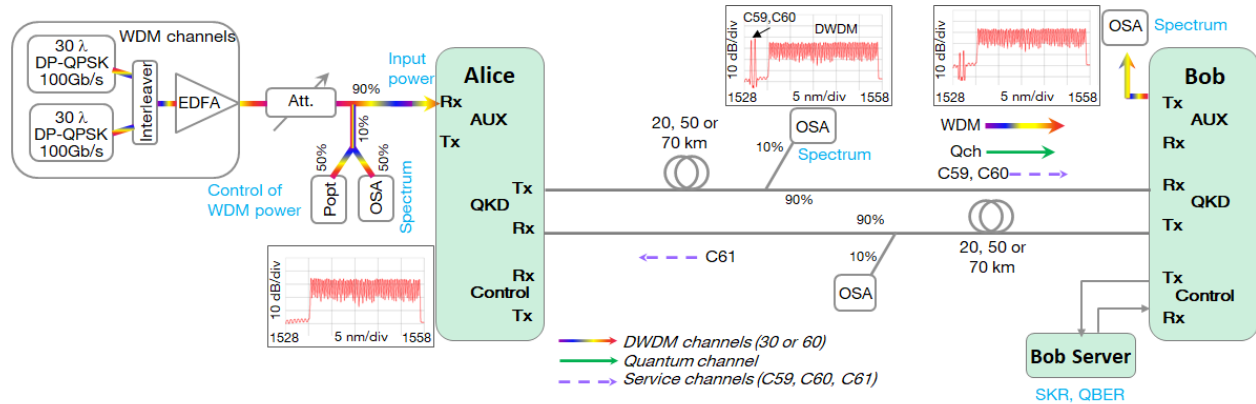 WDM channels
30 λ
DP-QPSK
100Gb/s
30 λ
DP-QPSK
100Gb/s
Interleaver
EDFA
Att.
90%
10%
50%
50%
Popt
OSA
Control of
WDM power
Spectrum
Input
power
Alice
Rx
AUX
Tx
Tx
QKD
Rx
Rx
Control
Tx
10 dB/div
1528
5 nm/div
1558
C59,C60
DWDM
10 dB/div
1528
5 nm/div
1558
10 dB/div
1528
5 nm/div
1558
OSA
Spectrum
20, 50 or
70 km
10%
OSA
Spectrum
90%
WDM
Qch
C59, C60
90%
10%
OSA
C61
20, 50 or
70 km
Bob
Tx
AUX
Rx
Rx
QKD
Tx
Tx
Control
Rx
Bob Server
SKR, QBER
DWDM channels (30 or 60)
Quantum channel
Service channels (C59, C60, C61)